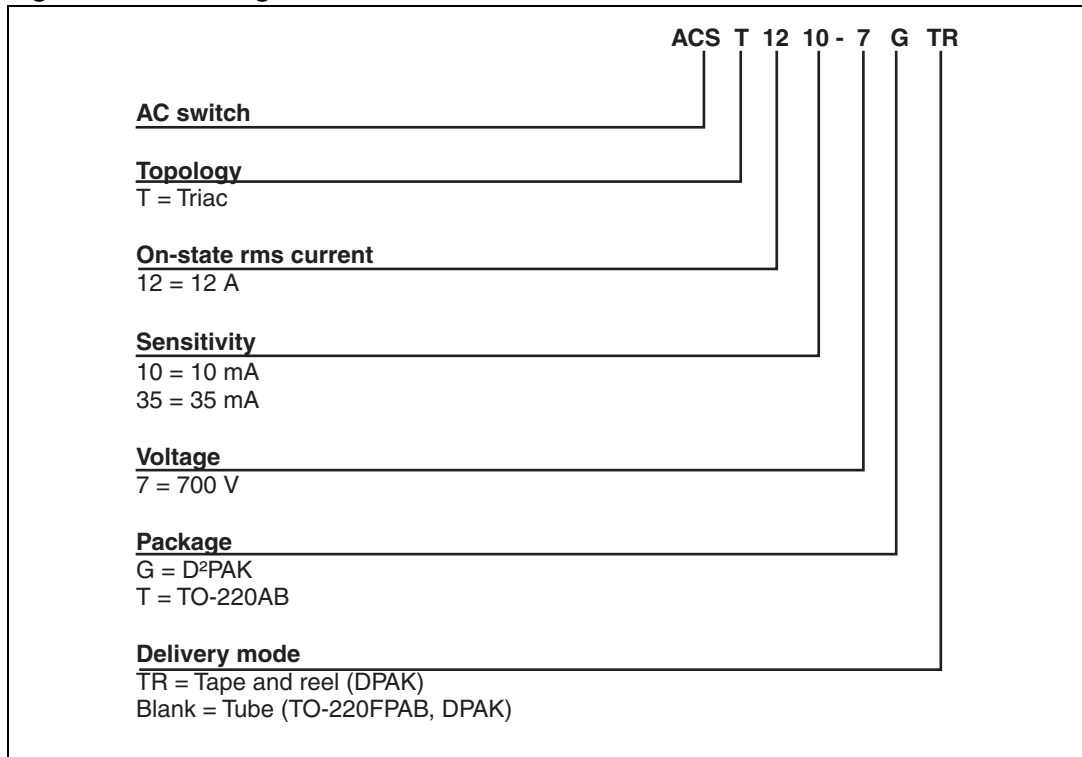 ACS T 12 10 - 7 G TR
AC switch
Topology
T = Triac
On-state rms current
12 = 12 A
Sensitivity
10 = 10 mA
35 = 35 mA
Voltage
7 = 700 V
Package
G = D²PAK
T = TO-220AB
Delivery mode
TR = Tape and reel (DPAK)
Blank = Tube (TO-220FPAB, DPAK)